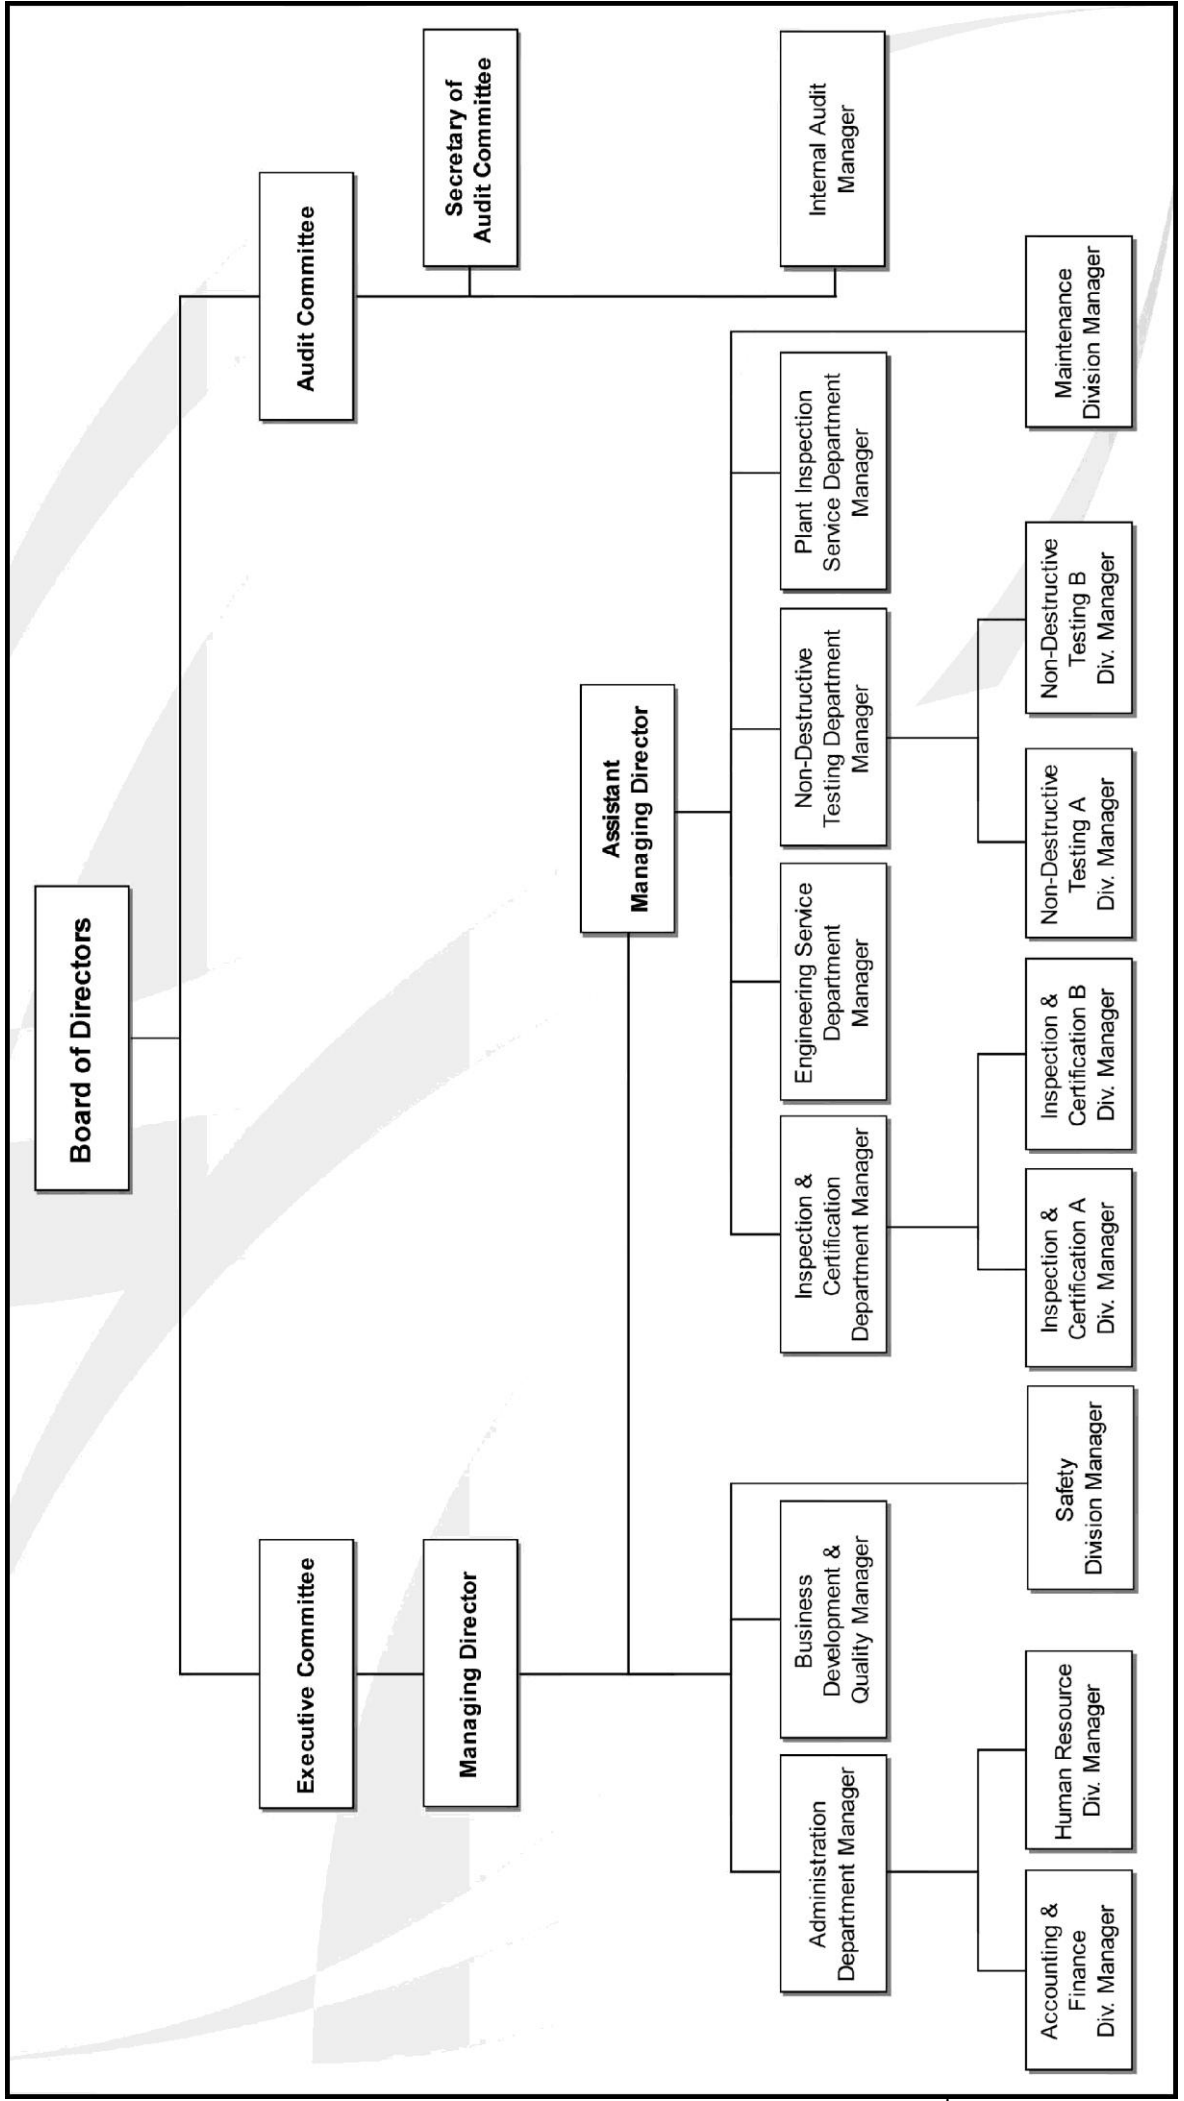 Board of Directors
Executive Committee
Audit Committee
Managing Director
Secretary of
Audit Committee
Assistant
Managing Director
Administration
Department Manager
Business
Development &
Quality Manager
Inspection &
Certification
Department Manager
Engineering Service
Department
Manager
Non-Destructive
Testing Department
Manager
Plant Inspection
Service Department
Manager
Internal Audit
Manager
Accounting &
Finance
Div. Manager
Human Resource
Div. Manager
Safety
Division Manager
Inspection &
Certification A
Div. Manager
Inspection &
Certification B
Div. Manager
Non-Destructive
Testing A
Div. Manager
Non-Destructive
Testing B
Div. Manager
Maintenance
Division Manager